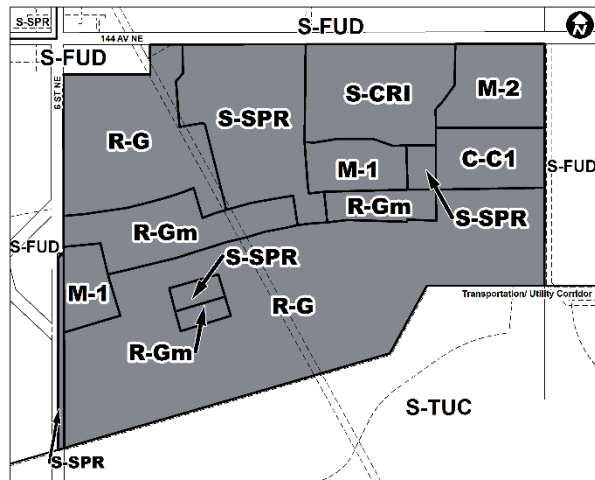 S-SPR
S-FUD
144 AV NE
S-FUD
6 ST NE
S-CRI
M-2
S-SPR
R-G
M-1
C-C1
S-FUD
R-Gm
S-SPR
R-Gm
S-FUD
S-SPR
M-1
R-G
Transportation/ Utility Corridor
R-Gm
S-TUC
S-SPR
N